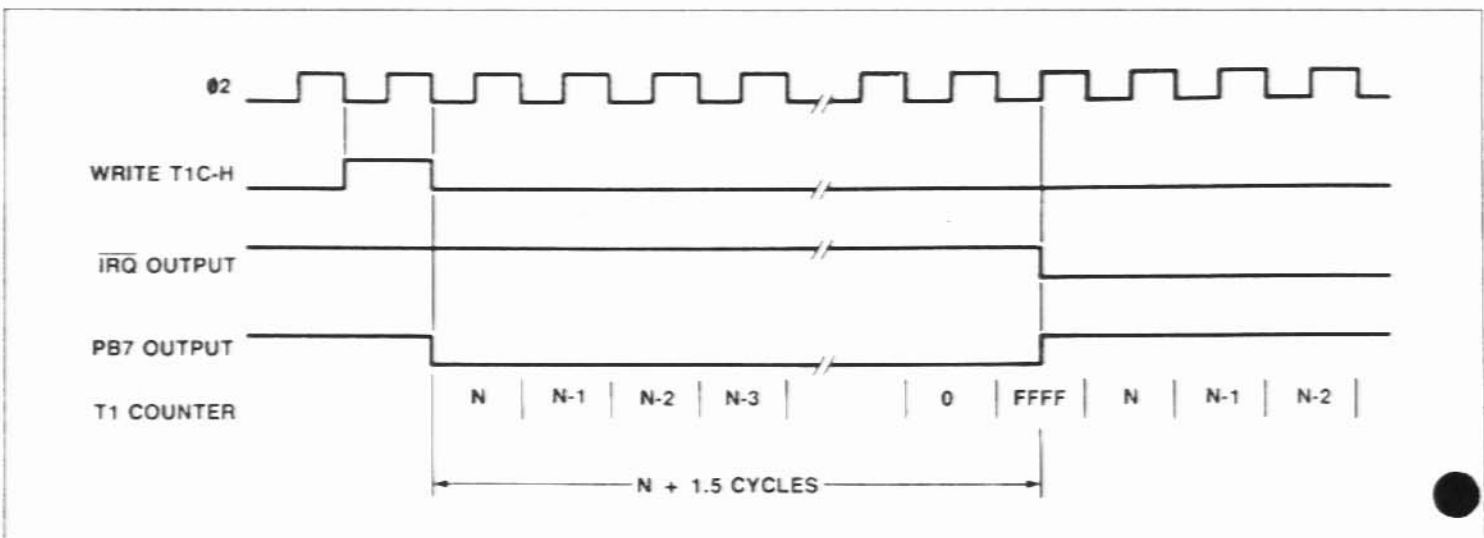 ø2
WRITE T1C-H
IRQ OUTPUT
PB7 OUTPUT
T1 COUNTER
N N-1 N-2 N-3 0 FFFF N N-1 N-2
N + 1.5 CYCLES